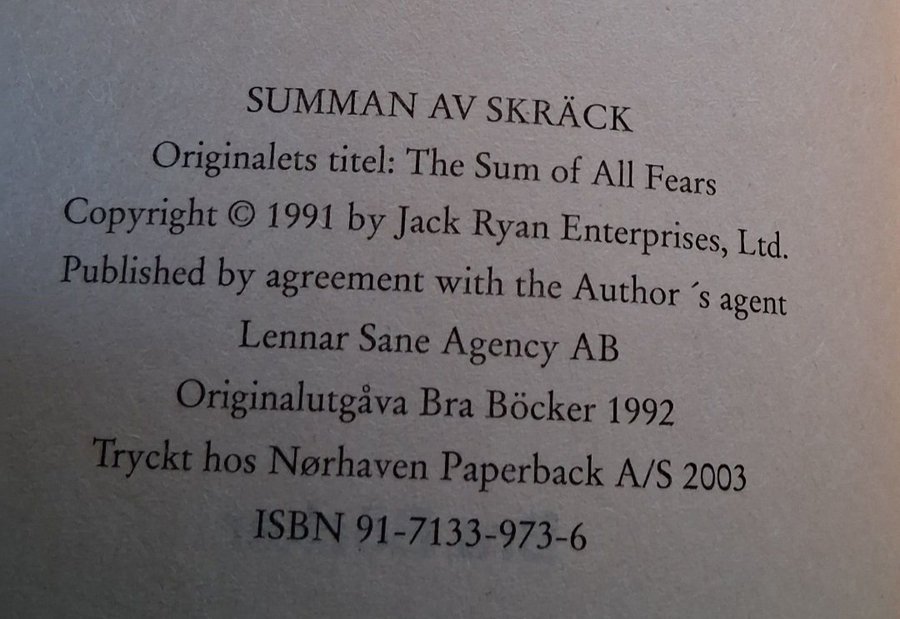 SUMMAN AV SKRÄCK
Originalets titel: The Sum of All Fears
Copyright © 1991 by Jack Ryan Enterprises, Ltd.
Published by agreement with the Author ´s agent
Lennar Sane Agency AB
Originalutgåva Bra Böcker 1992
Tryckt hos Nørhaven Paperback A/S 2003
ISBN 91-7133-973-6